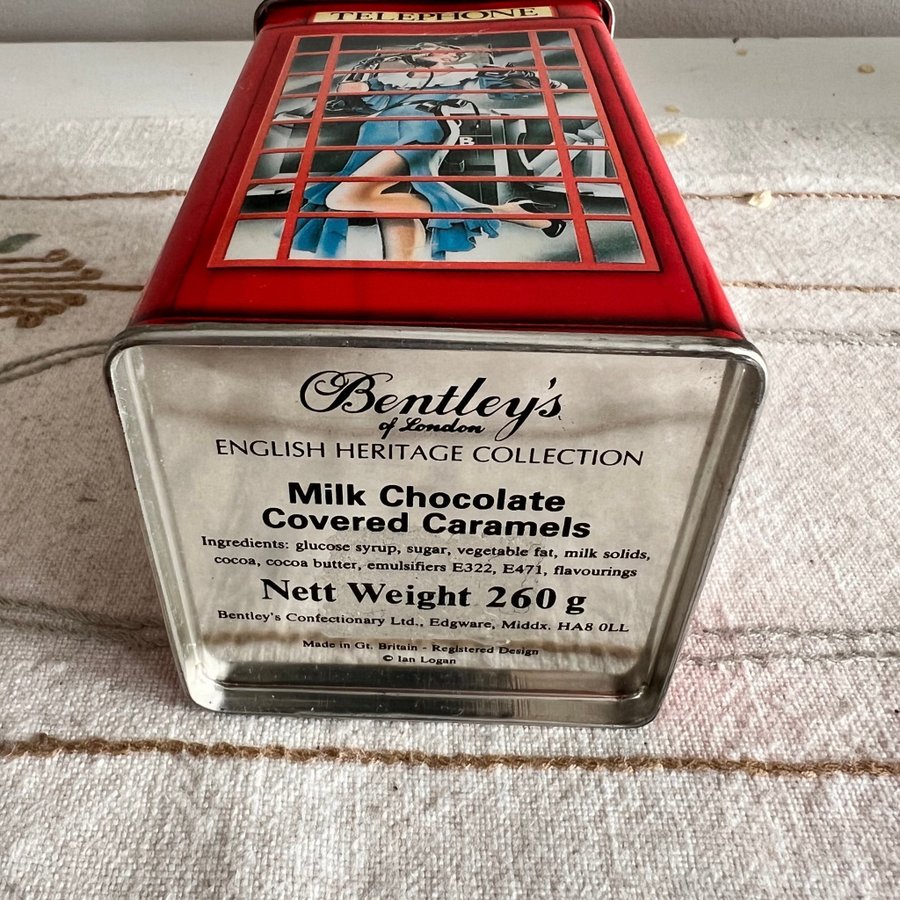 TELEPHONE
B
Bentley's
of London
ENGLISH HERITAGE COLLECTION
Milk Chocolate
Covered Caramels
Ingredients: glucose syrup, sugar, vegetable fat, milk solids,
cocoa, cocoa butter, emulsifiers E322, E471, flavourings
Nett Weight 260 g
Bentley's Confectionary Ltd., Edgware, Middx. HA8 0LL
Made in Gt. Britain - Registered Design
© Ian Logan